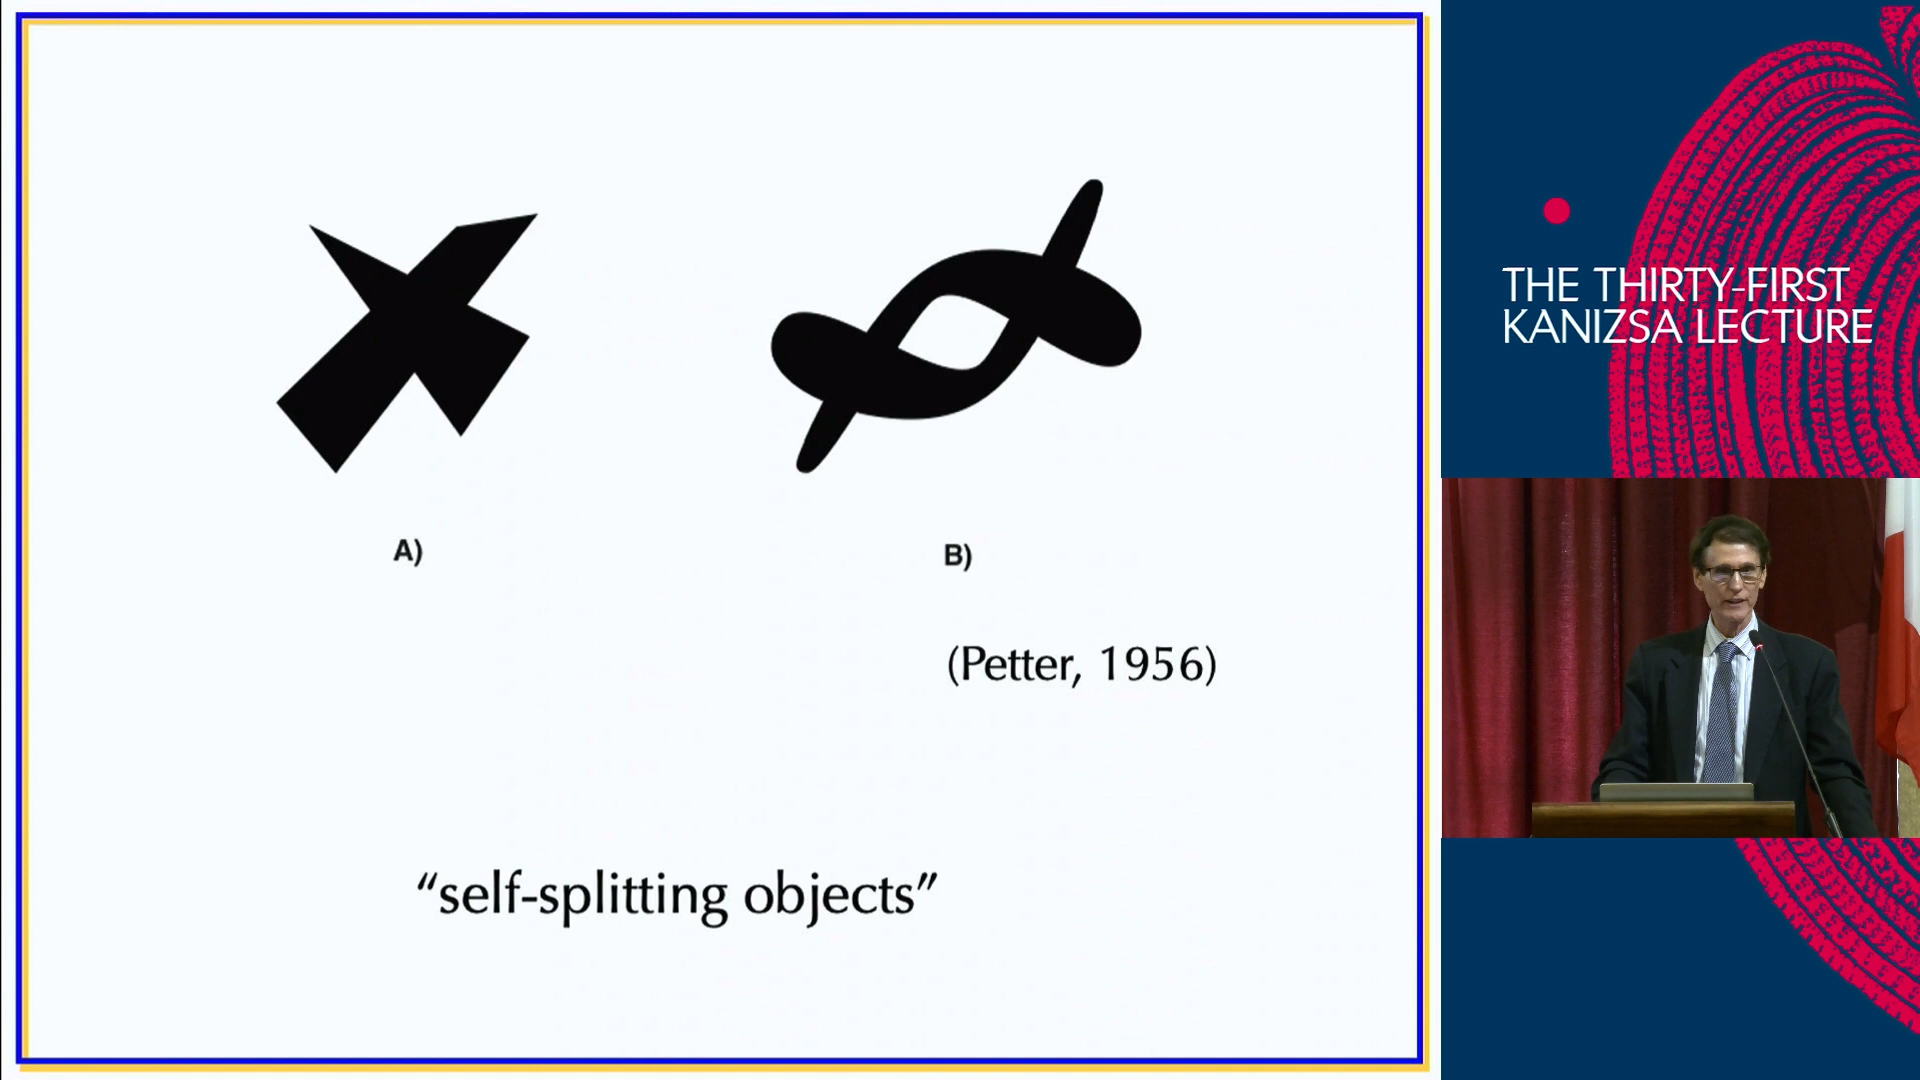 A)
B)
(Petter, 1956)
“self-splitting objects”
THE THIRTY-FIRST
KANIZSA LECTURE